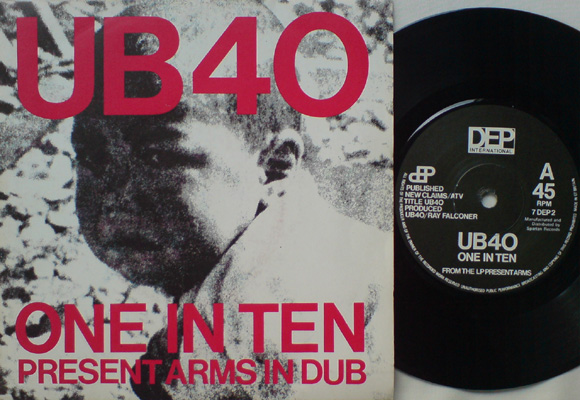 UB40
ONE IN TEN
PRESENT ARMS IN DUB
DEP
INTERNATIONAL
PUBLISHED
NEW CLAIMS/ATV
TITLE UB40
PRODUCED
UB40/RAY FALCONER
A
45
RPM
7 DEP 2
Manufactured and
Distributed by
Spartan Records
UB40
ONE IN TEN
FROM THE LP PRESENT ARMS